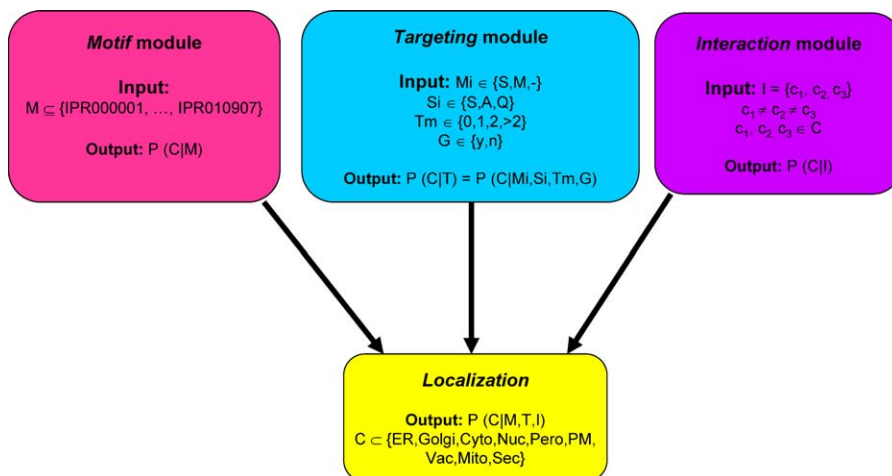 Motif module
Input:
M ⊆ {IPR000001, …, IPR010907}
Output: P (C|M)
Targeting module
Input: Mi ∈ {S,M,-}
Si ∈ {S,A,Q}
Tm ∈ {0,1,2,>2}
G ∈ {y,n}
Output: P (C|T) = P (C|Mi,Si,Tm,G)
Interaction module
Input: I = {c₁, c₂, c₃}
c₁ ≠ c₂ ≠ c₃
c₁, c₂, c₃ ∈ C
Output: P (C|I)
Localization
Output: P (C|M,T,I)
C ⊂ {ER,Golgi,Cyto,Nuc,Pero,PM,
Vac,Mito,Sec}